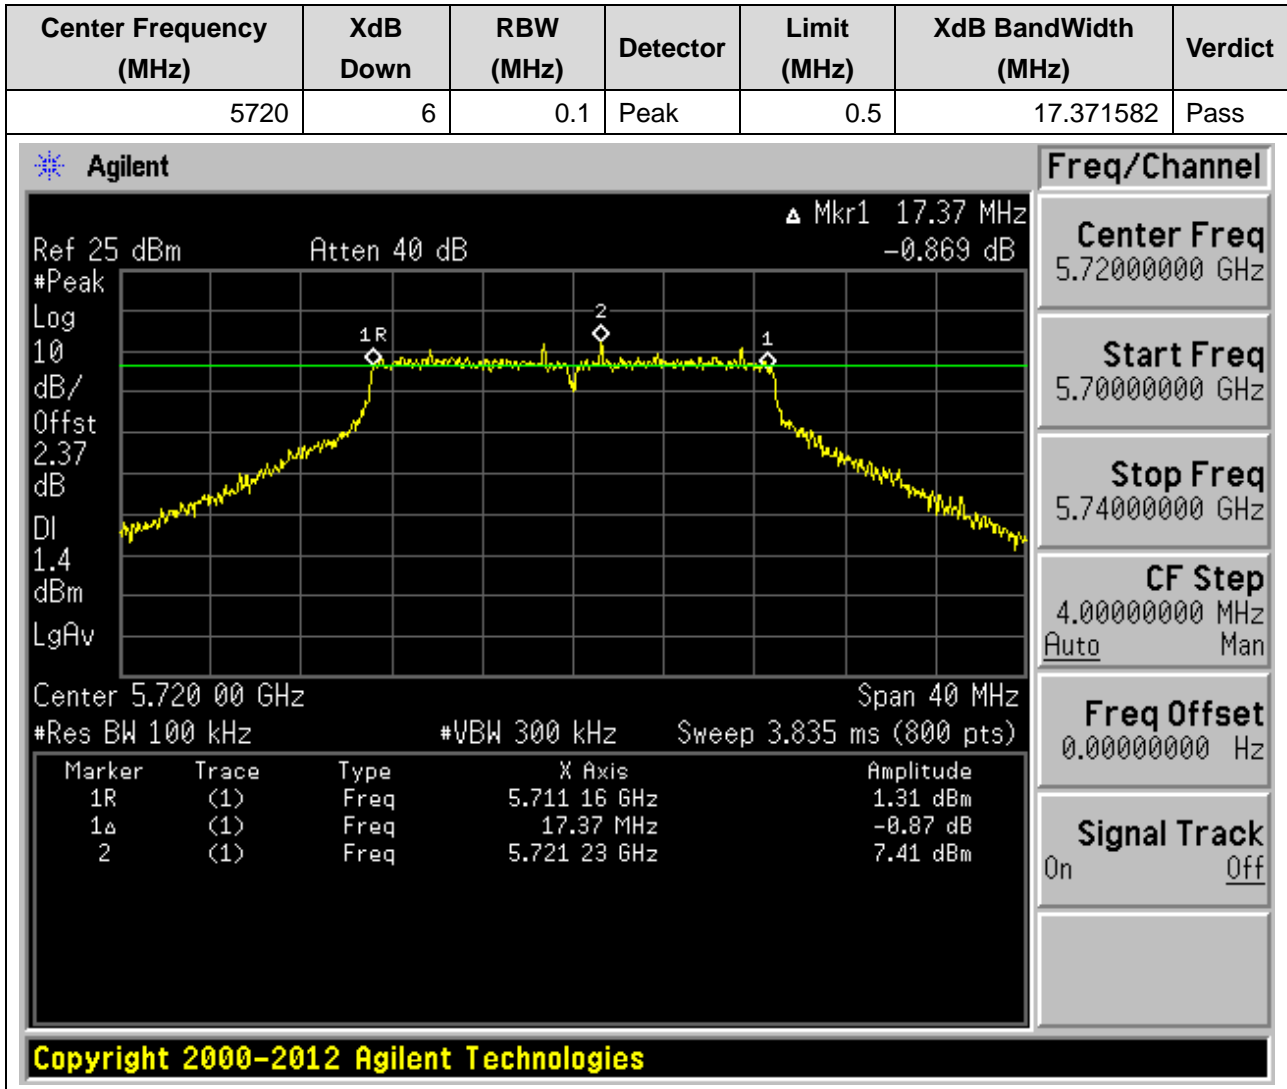 Center Frequency (MHz) XdB Down RBW (MHz) Detector Limit (MHz) XdB BandWidth (MHz) Verdict
5720 6 0.1 Peak 0.5 17.371582 Pass
Agilent
Freq/Channel
Δ Mkr1 17.37 MHz
Ref 25 dBm Atten 40 dB -0.869 dB
#Peak
Log
10
dB/
Offst
2.37
dB
DI
1.4
dBm
LgAv
1R
2
1
Center 5.720 00 GHz Span 40 MHz
#Res BW 100 kHz #VBW 300 kHz Sweep 3.835 ms (800 pts)
Marker Trace Type X Axis Amplitude
1R (1) Freq 5.711 16 GHz 1.31 dBm
1Δ (1) Freq 17.37 MHz -0.87 dB
2 (1) Freq 5.721 23 GHz 7.41 dBm
Center Freq
5.72000000 GHz
Start Freq
5.70000000 GHz
Stop Freq
5.74000000 GHz
CF Step
4.00000000 MHz
Auto Man
Freq Offset
0.00000000 Hz
Signal Track
On Off
Copyright 2000-2012 Agilent Technologies